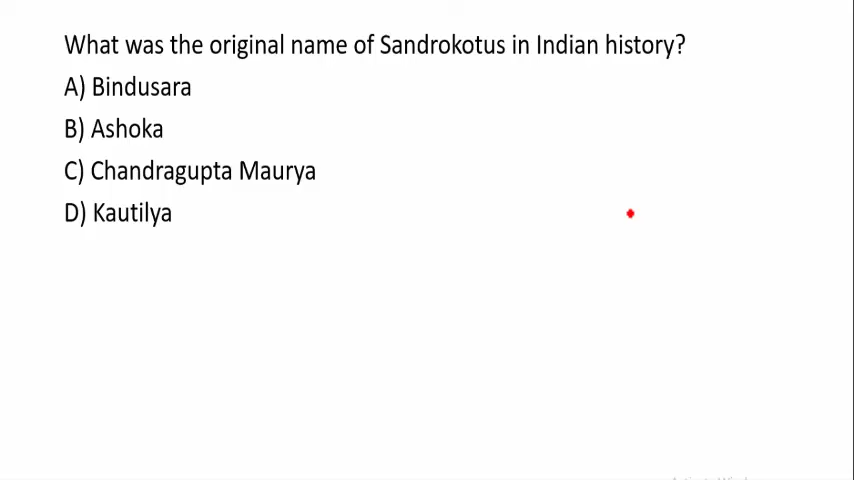 What was the original name of Sandrokotus in Indian history?
A) Bindusara
B) Ashoka
C) Chandragupta Maurya
D) Kautilya